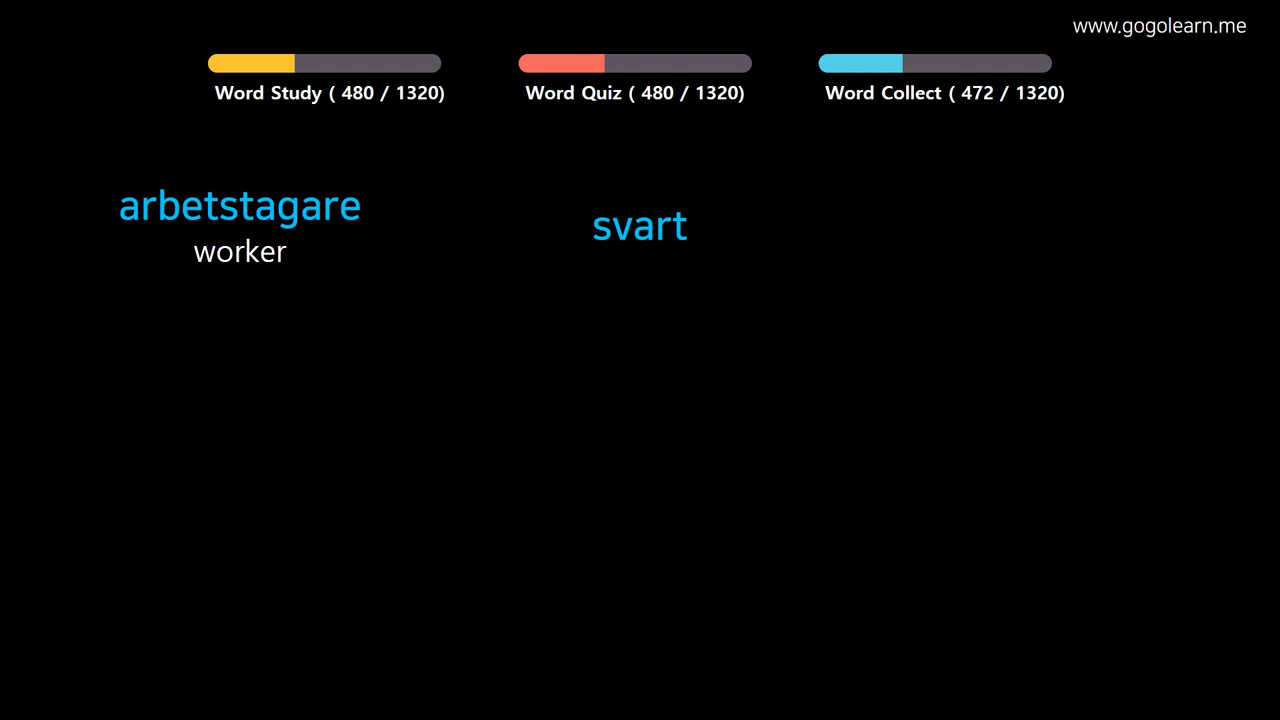 www.gogolearn.me
Word Study ( 480 / 1320)
Word Quiz ( 480 / 1320)
Word Collect ( 472 / 1320)
arbetstagare
worker
svart